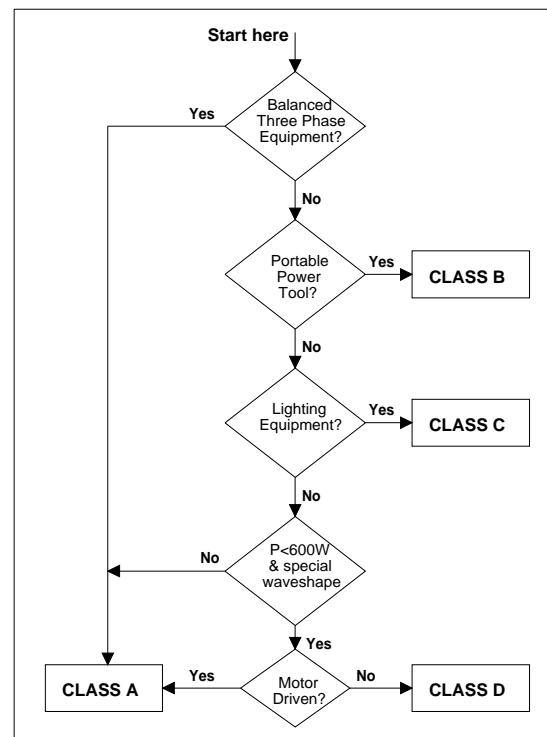 Start here
Balanced
Three Phase
Equipment?
Yes
No
Portable
Power
Tool?
Yes
CLASS B
No
Lighting
Equipment?
Yes
CLASS C
No
P<600W
& special
waveshape
No
Yes
CLASS A
Yes
Motor
Driven?
No
CLASS D